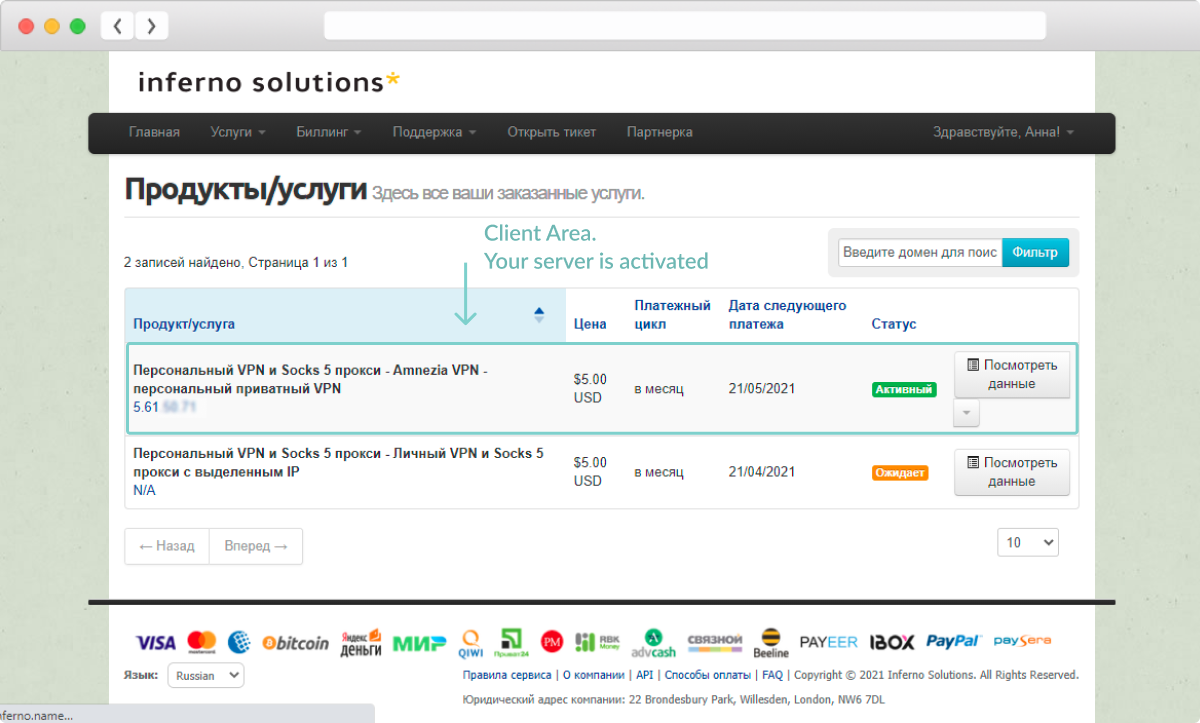 inferno solutions*
Главная Услуги Биллинг Поддержка Открыть тикет Партнерка Здравствуйте, Анна!
Продукты/услуги Здесь все ваши заказанные услуги.
Client Area.
Your server is activated
2 записей найдено, Страница 1 из 1
Введите домен для поис Фильтр
Продукт/услуга Цена Платежный цикл Дата следующего платежа Статус
Персональный VPN и Socks 5 прокси - Amnezia VPN -
персональный приватный VPN
5.61
$5.00
USD
в месяц
21/05/2021
Активный
Посмотреть
данные
Персональный VPN и Socks 5 прокси - Личный VPN и Socks 5
прокси с выделенным IP
N/A
$5.00
USD
в месяц
21/04/2021
Ожидает
Посмотреть
данные
← Назад Вперед →
10
VISA mastercard bitcoin Яндекс деньги МИР QIWI Приват24 PM RBK Money advcash СВЯЗНОЙ Beeline PAYEER IBOX PayPal paysera
Язык: Russian
Правила сервиса | О компании | API | Способы оплаты | FAQ | Copyright © 2021 Inferno Solutions. All Rights Reserved.
Юридический адрес компании: 22 Brondesbury Park, Willesden, London, NW6 7DL
nferno.name...